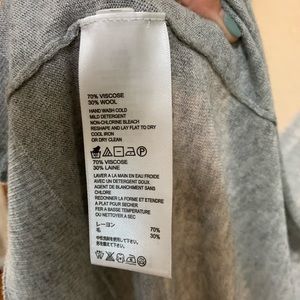 70% VISCOSE
30% WOOL
HAND WASH COLD
MILD DETERGENT
NON-CHLORINE BLEACH
RESHAPE AND LAY FLAT TO DRY
COOL IRON
OR DRY CLEAN
70% VISCOSE
30% LAINE
LAVER A LA MAIN EN EAU FROIDE
AVEC UN DETERGENT DOUX
AGENT DE BLANCHIMENT SANS
CHLORE
REDONNER LA FORME ET ETENDRE
A PLAT POUR SECHER
FER A BASSE TEMPERATURE
OU NETTOYER A SEC
レーヨン 70%
毛 30%